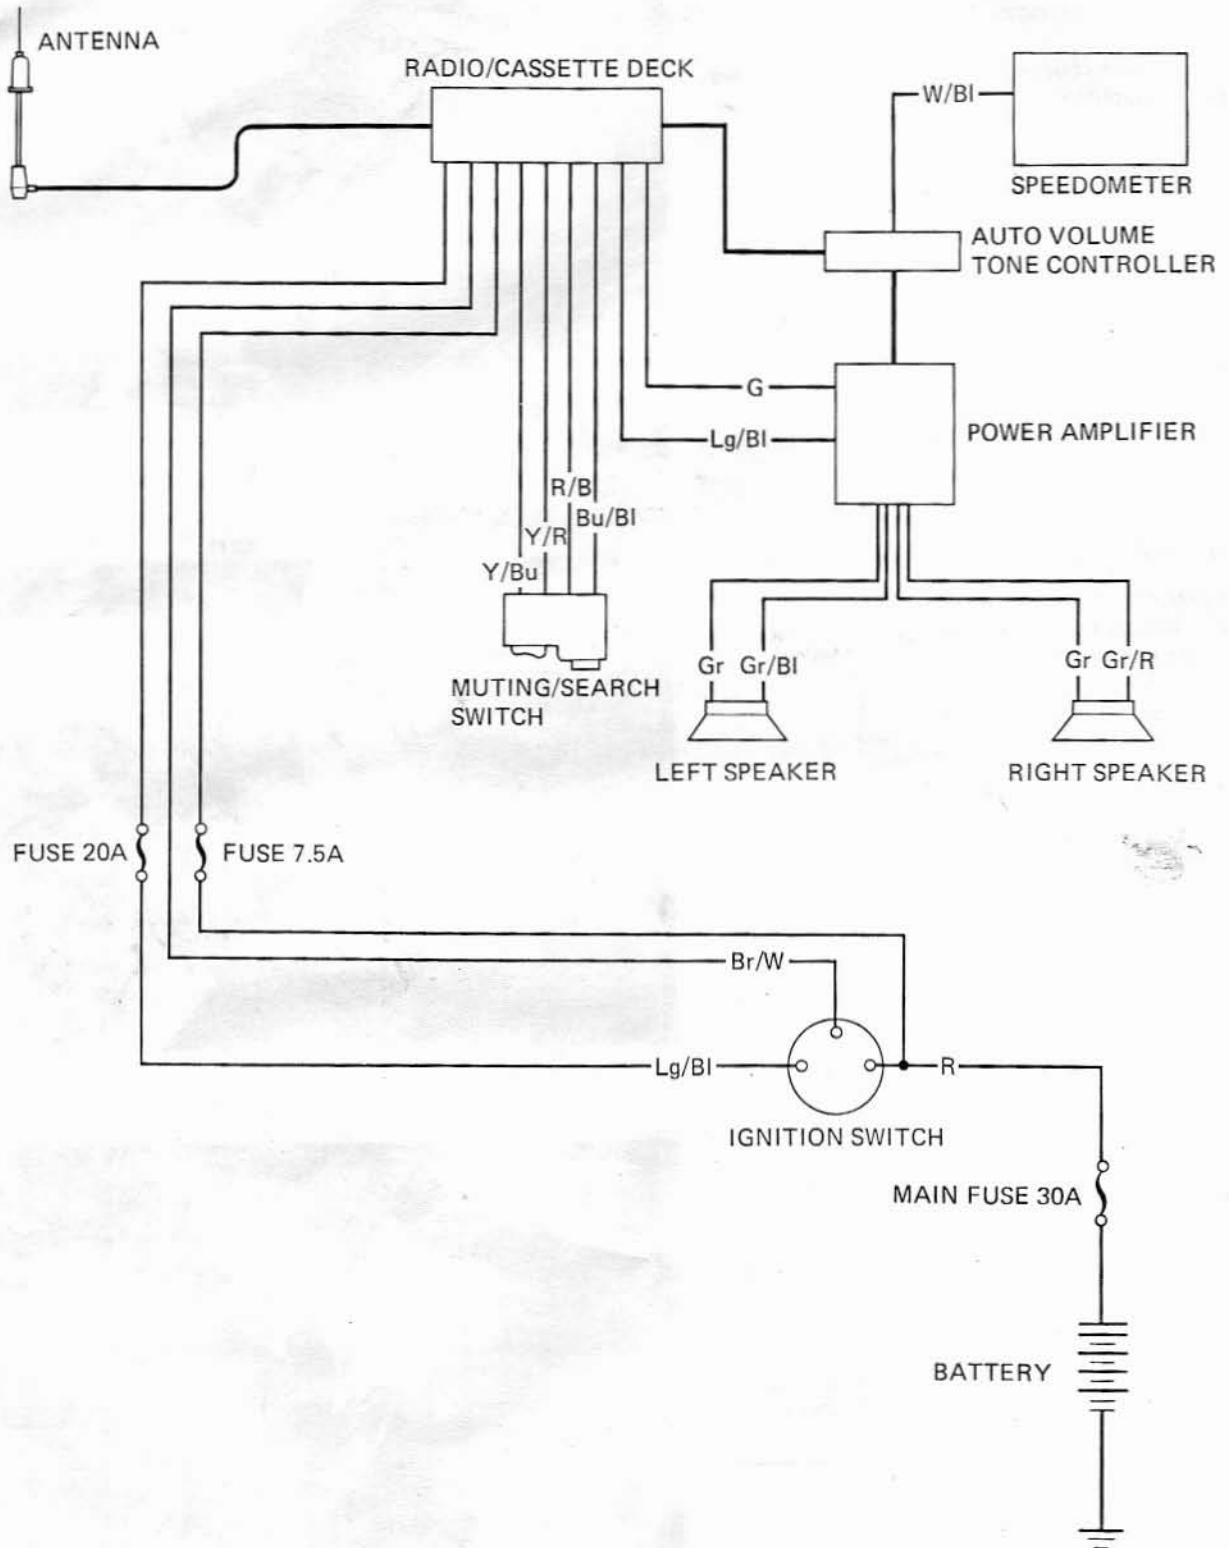 ANTENNA
RADIO/CASSETTE DECK
W/Bl
SPEEDOMETER
AUTO VOLUME
TONE CONTROLLER
G
Lg/Bl
POWER AMPLIFIER
R/B
Bu/Bl
Y/R
Y/Bu
MUTING/SEARCH
SWITCH
Gr Gr/Bl
Gr Gr/R
LEFT SPEAKER
RIGHT SPEAKER
FUSE 20A
FUSE 7.5A
Br/W
Lg/Bl
R
IGNITION SWITCH
MAIN FUSE 30A
BATTERY